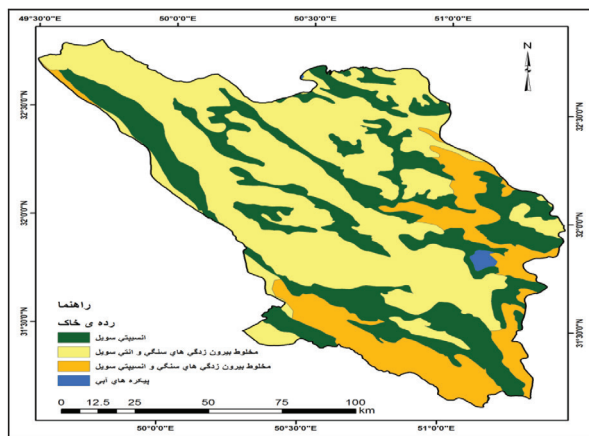 49°30'0"E 50°0'0"E 50°30'0"E 51°0'0"E
N
32°30'0"N
32°0'0"N
31°30'0"N
32°30'0"N
32°0'0"N
31°30'0"N
راهنما
رده ی خاک
انسپتی سویل
مخلوط بیرون زدگی های سنگی و انتی سویل
مخلوط بیرون زدگی های سنگی و انسپتی سویل
پیکره های آبی
0 12.5 25 50 75 100
km
50°0'0"E 50°30'0"E 51°0'0"E